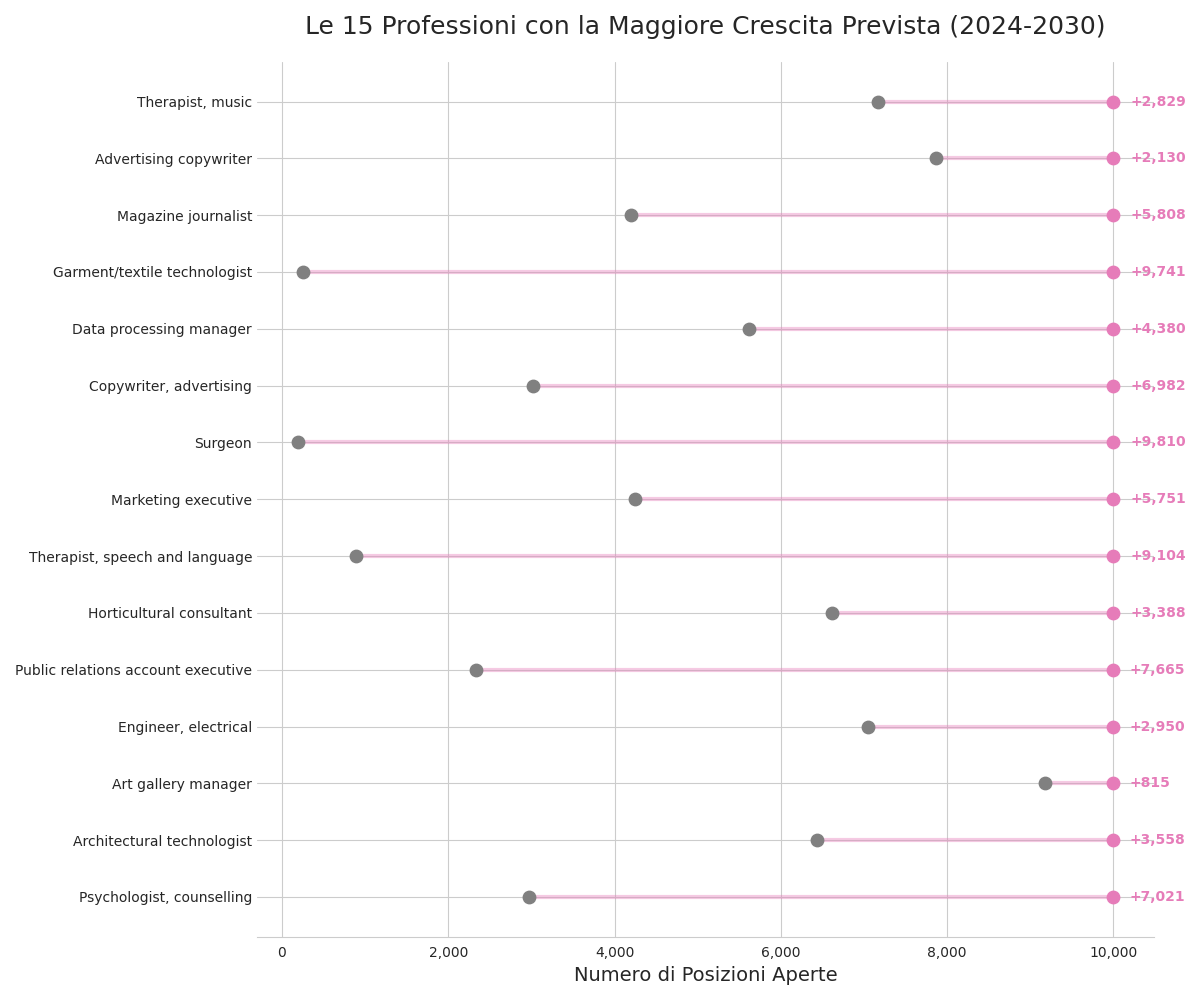 Le 15 Professioni con la Maggiore Crescita Prevista (2024-2030)
Therapist, music
+2,829
Advertising copywriter
+2,130
Magazine journalist
+5,808
Garment/textile technologist
+9,741
Data processing manager
+4,380
Copywriter, advertising
+6,982
Surgeon
+9,810
Marketing executive
+5,751
Therapist, speech and language
+9,104
Horticultural consultant
+3,388
Public relations account executive
+7,665
Engineer, electrical
+2,950
Art gallery manager
+815
Architectural technologist
+3,558
Psychologist, counselling
+7,021
0 2,000 4,000 6,000 8,000 10,000
Numero di Posizioni Aperte